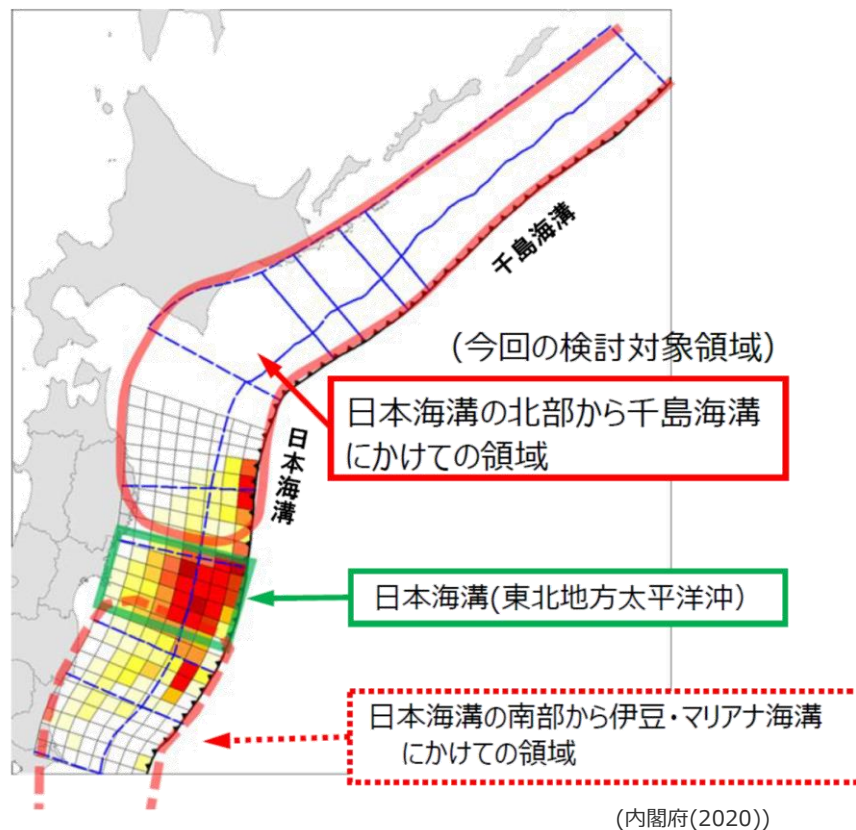 千島海溝
(今回の検討対象領域)
日本海溝の北部から千島海溝
にかけての領域
日本海溝
日本海溝(東北地方太平洋沖)
日本海溝の南部から伊豆・マリアナ海溝
にかけての領域
(内閣府(2020))